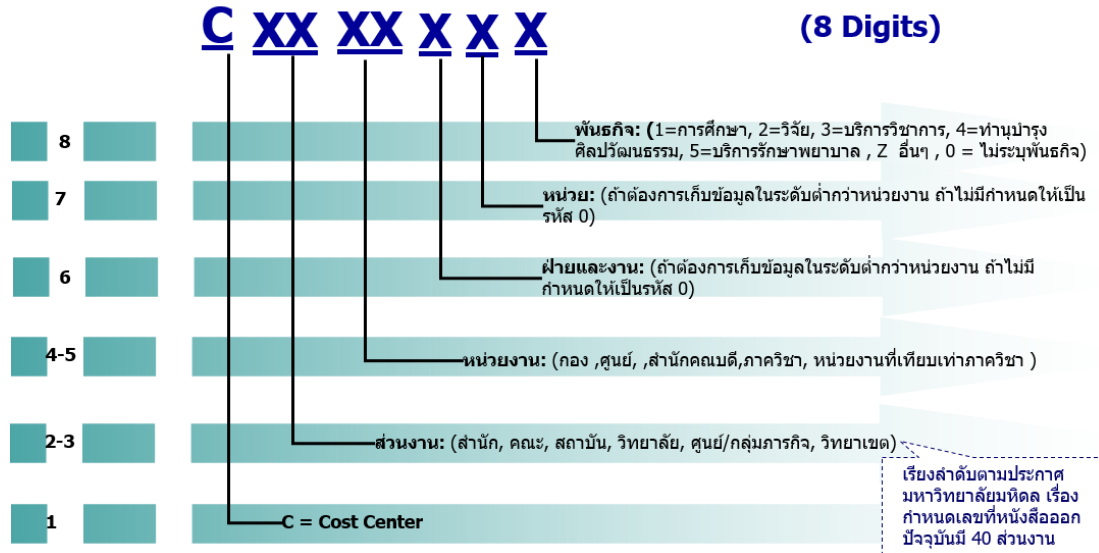 C XX XX X X X (8 Digits)
8
พันธกิจ: (1=การศึกษา, 2=วิจัย, 3=บริการวิชาการ, 4=ทำนุบำรุง
ศิลปวัฒนธรรม, 5=บริการรักษาพยาบาล , Z อื่นๆ , 0 = ไม่ระบุพันธกิจ)
7
หน่วย: (ถ้าต้องการเก็บข้อมูลในระดับต่ำกว่าหน่วยงาน ถ้าไม่มีกำหนดให้เป็น
รหัส 0)
6
ฝ่ายและงาน: (ถ้าต้องการเก็บข้อมูลในระดับต่ำกว่าหน่วยงาน ถ้าไม่มี
กำหนดให้เป็นรหัส 0)
4-5
หน่วยงาน: (กอง ,ศูนย์, ,สำนักคณบดี,ภาควิชา, หน่วยงานที่เทียบเท่าภาควิชา )
2-3
ส่วนงาน: (สำนัก, คณะ, สถาบัน, วิทยาลัย, ศูนย์/กลุ่มภารกิจ, วิทยาเขต)
เรียงลำดับตามประกาศ
มหาวิทยาลัยมหิดล เรื่อง
กำหนดเลขที่หนังสือออก
ปัจจุบันมี 40 ส่วนงาน
1
C = Cost Center